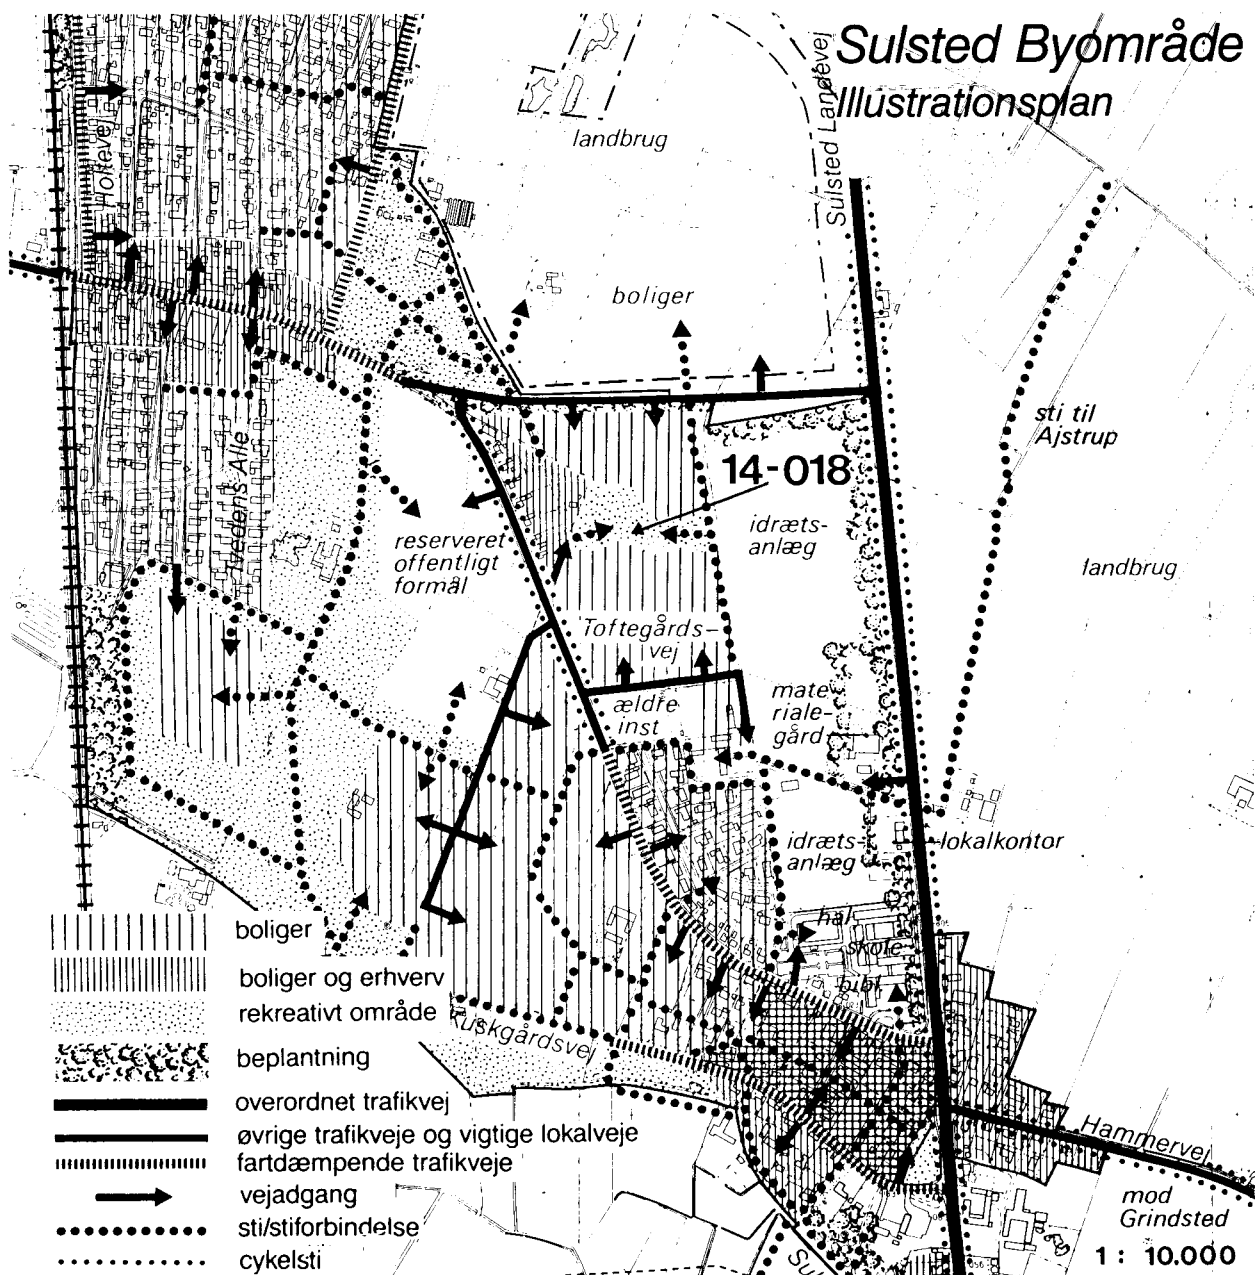 Sulsted Byområde
Illustrationsplan
Sulsted Landevej
landbrug
Holtevej
boliger
sti til
Ajstrup
Tvedens Alle
14-018
idræts-
anlæg
reserveret
offentligt
formål
landbrug
Toftegårds-
vej
ældre
inst
mate
riale-
gård
idræts-
anlæg
lokalkontor
hal
skole
bibl.
Kuskgårdsvej
Hammervej
mod
Grindsted
1 : 10.000
boliger
boliger og erhverv
rekreativt område
beplantning
overordnet trafikvej
øvrige trafikveje og vigtige lokalveje
fartdæmpende trafikveje
vejadgang
sti/stiforbindelse
cykelsti